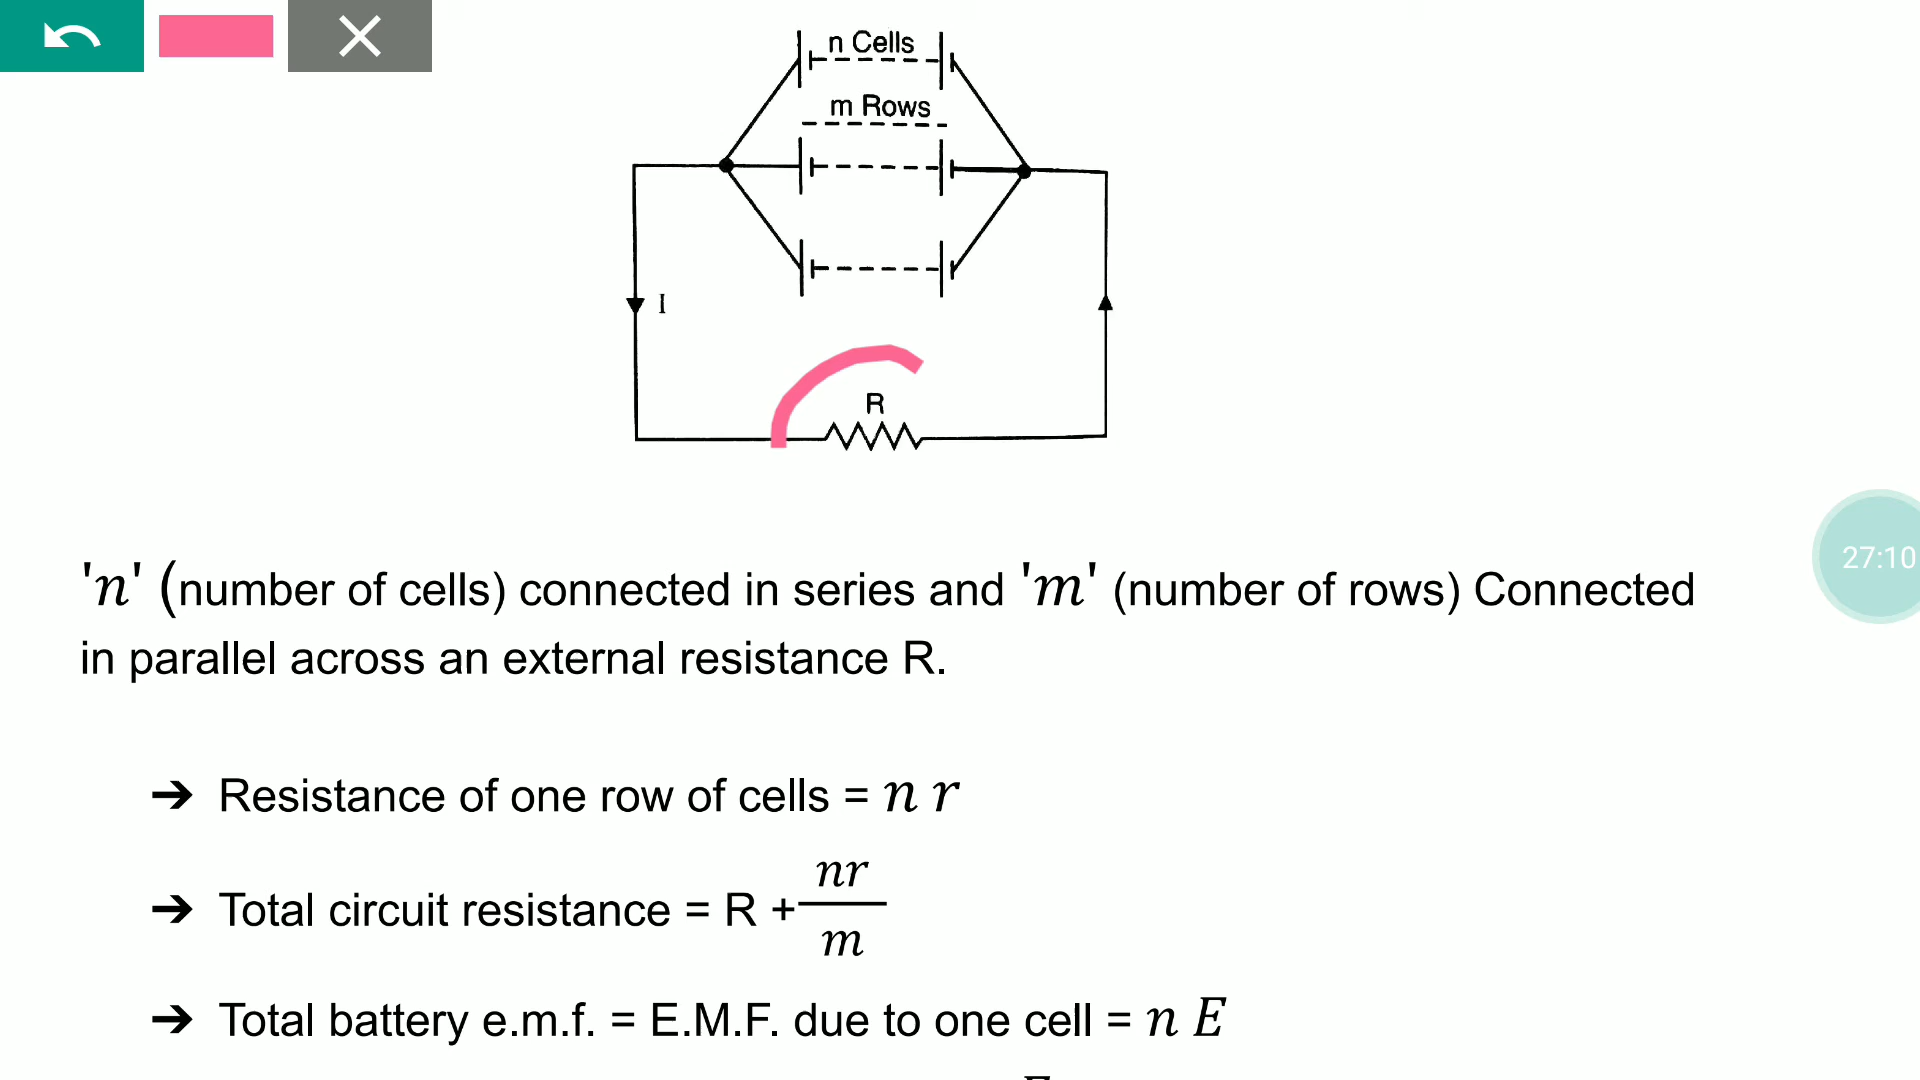 n Cells
m Rows
I
R
27:10
'n' (number of cells) connected in series and 'm' (number of rows) Connected
in parallel across an external resistance R.
➔ Resistance of one row of cells = n r
➔ Total circuit resistance = R + nr/m
➔ Total battery e.m.f. = E.M.F. due to one cell = n E